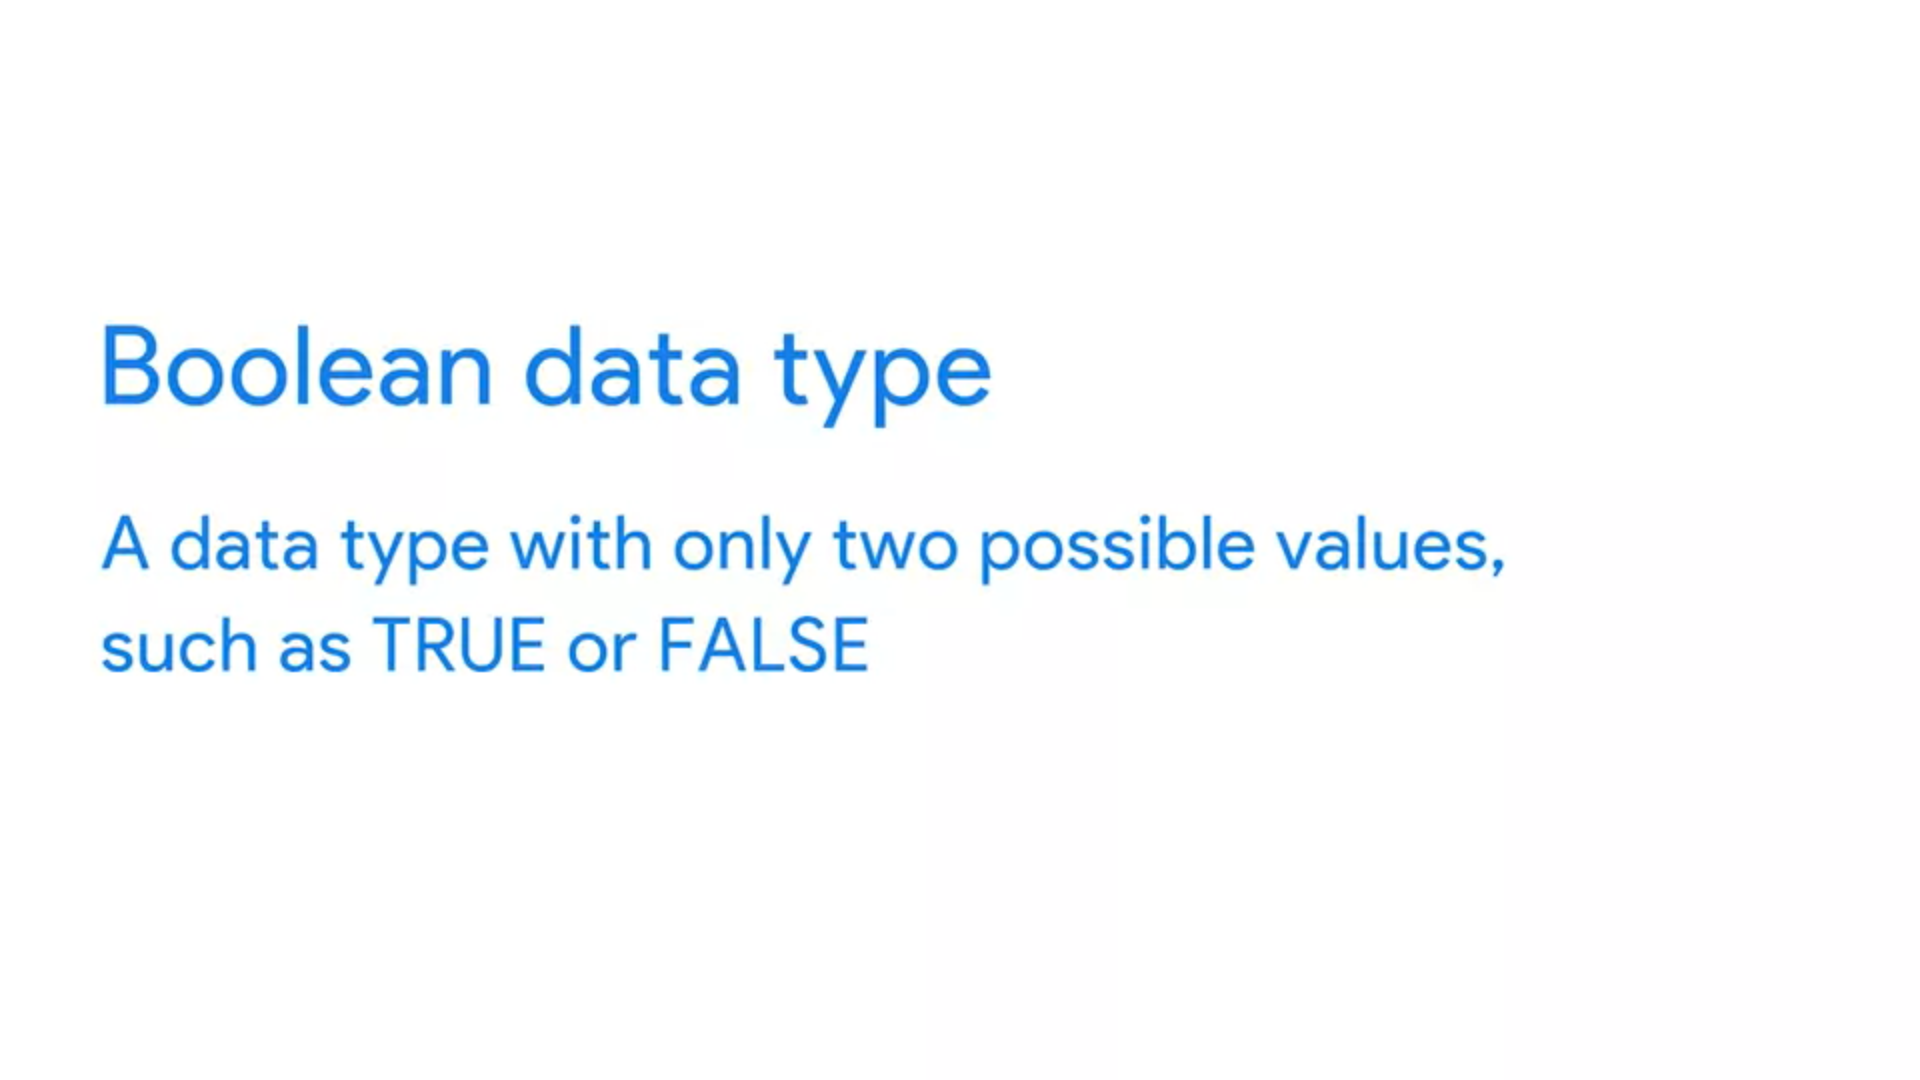 Boolean data type
A data type with only two possible values,
such as TRUE or FALSE